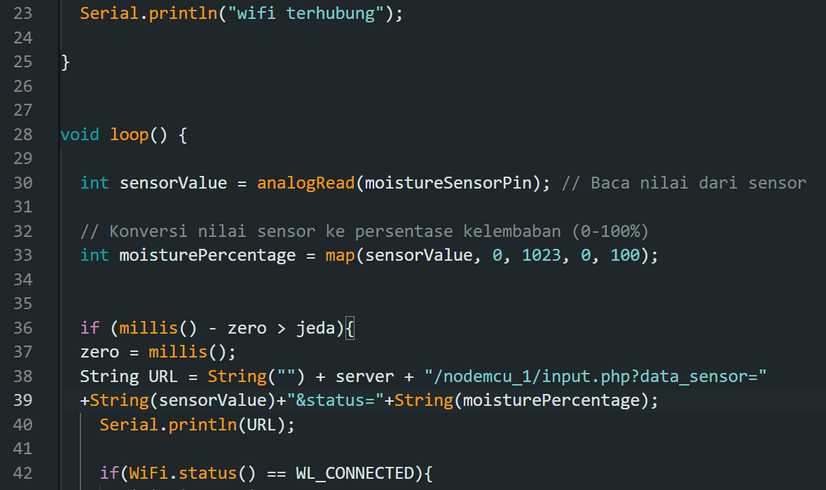 23 Serial.println("wifi terhubung");
24
25 }
26
27
28 void loop() {
29
30 int sensorValue = analogRead(moistureSensorPin); // Baca nilai dari sensor
31
32 // Konversi nilai sensor ke persentase kelembaban (0-100%)
33 int moisturePercentage = map(sensorValue, 0, 1023, 0, 100);
34
35
36 if (millis() - zero > jeda){
37 zero = millis();
38 String URL = String("") + server + "/nodemcu_1/input.php?data_sensor="
39 +String(sensorValue)+"&status="+String(moisturePercentage);
40 Serial.println(URL);
41
42 if(WiFi.status() == WL_CONNECTED){